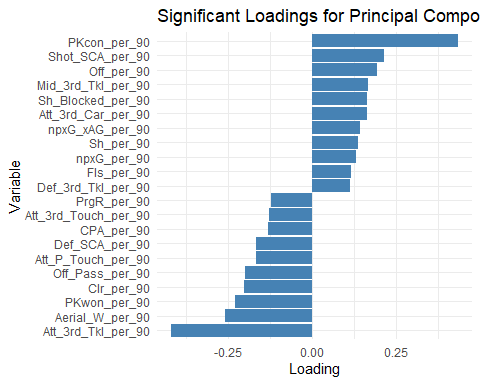 Significant Loadings for Principal Compo
PKcon_per_90
Shot_SCA_per_90
Off_per_90
Mid_3rd_Tkl_per_90
Sh_Blocked_per_90
Att_3rd_Car_per_90
npxG_xAG_per_90
Sh_per_90
npxG_per_90
Fls_per_90
Def_3rd_Tkl_per_90
PrgR_per_90
Att_3rd_Touch_per_90
CPA_per_90
Def_SCA_per_90
Att_P_Touch_per_90
Off_Pass_per_90
Clr_per_90
PKwon_per_90
Aerial_W_per_90
Att_3rd_Tkl_per_90
Variable
-0.25
0.00
0.25
Loading